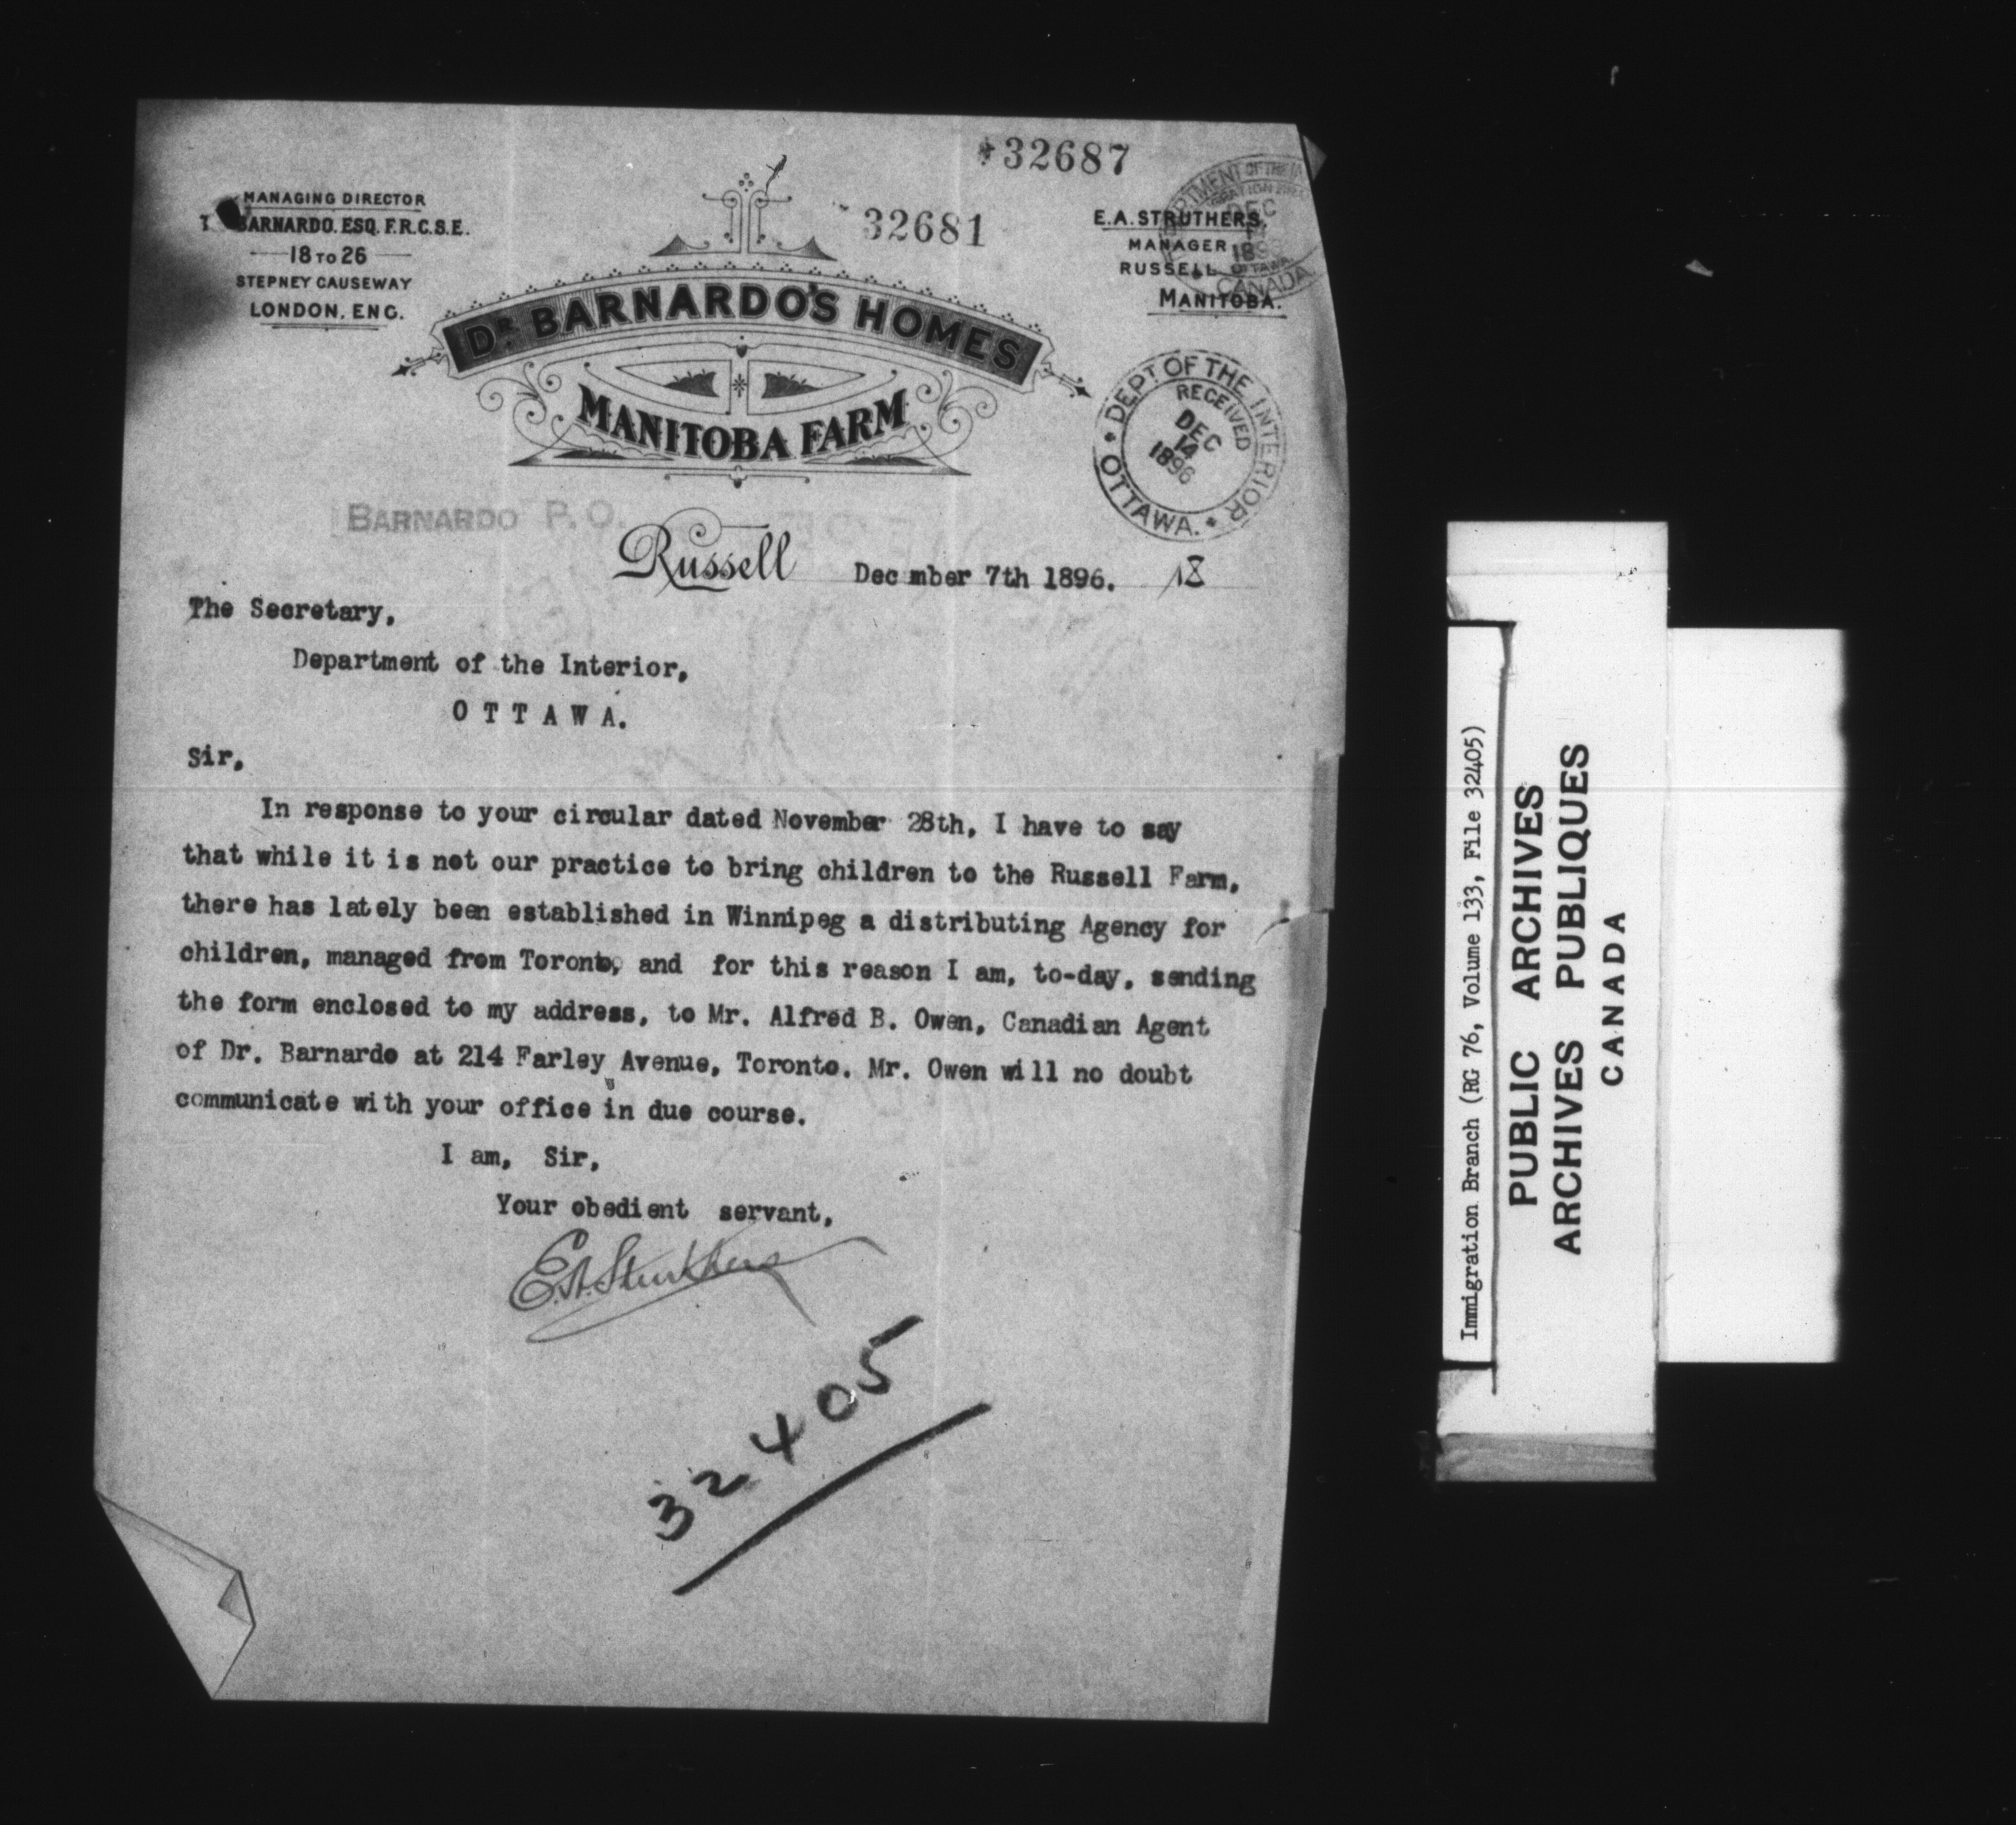 32687
32681
MANAGING DIRECTOR
T BARNARDO. ESQ. F.R.C.S.E.
18 TO 26
STEPNEY CAUSEWAY
LONDON, ENG.
E.A. STRUTHERS,
MANAGER
RUSSELL
MANITOBA.
DEC
OTTAWA
CANADA
DR. BARNARDO'S HOMES
MANITOBA FARM
DEPT OF THE INTERIOR
RECEIVED
DEC
14
1896
OTTAWA.
BARNARDO P.O.
Russell December 7th 1896. 18
The Secretary,
Department of the Interior,
O T T A W A.
Sir,
In response to your circular dated November 28th, I have to say
that while it is not our practice to bring children to the Russell Farm,
there has lately been established in Winnipeg a distributing Agency for
children, managed from Toronto, and for this reason I am, to-day, sending
the form enclosed to my address, to Mr. Alfred B. Owen, Canadian Agent
of Dr. Barnardo at 214 Farley Avenue, Toronto. Mr. Owen will no doubt
communicate with your office in due course.
I am, Sir,
Your obedient servant,
E.A. Struthers
32405
Immigration Branch (RG 76, Volume 133, File 32405)
PUBLIC ARCHIVES
ARCHIVES PUBLIQUES
CANADA